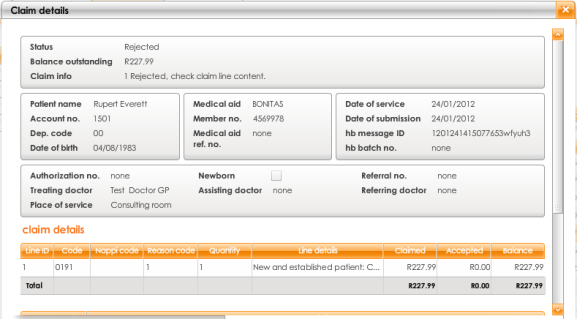 Claim details
Status Rejected
Balance outstanding R227.99
Claim info 1 Rejected, check claim line content.
Patient name Rupert Everett Medical aid BONITAS Date of service 24/01/2012
Account no. 1501 Member no. 4569978 Date of submission 24/01/2012
Dep. code 00 Medical aid ref. no. none hb message ID 1201241415077653wfyuh3
Date of birth 04/08/1983 hb batch no. none
Authorization no. none Newborn Referral no. none
Treating doctor Test Doctor GP Assisting doctor none Referring doctor none
Place of service Consulting room
claim details
Line ID Code Nappi code Reason code Quantity Line details Claimed Accepted Balance
1 0191 1 1 New and established patient: C... R227.99 R0.00 R227.99
Total R227.99 R0.00 R227.99